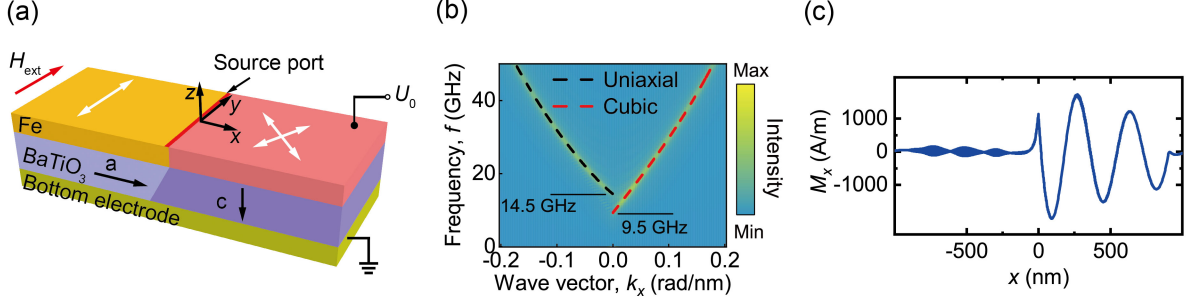 (a)
H_ext
Source port
z
y
x
U_0
Fe
BaTiO_3
a
c
Bottom electrode
(b)
Frequency, f (GHz)
40
20
0
Uniaxial
Cubic
14.5 GHz
9.5 GHz
-0.2 -0.1 0.0 0.1 0.2
Wave vector, k_x (rad/nm)
Max
Intensity
Min
(c)
M_x (A/m)
1000
0
-1000
-500 0 500
x (nm)